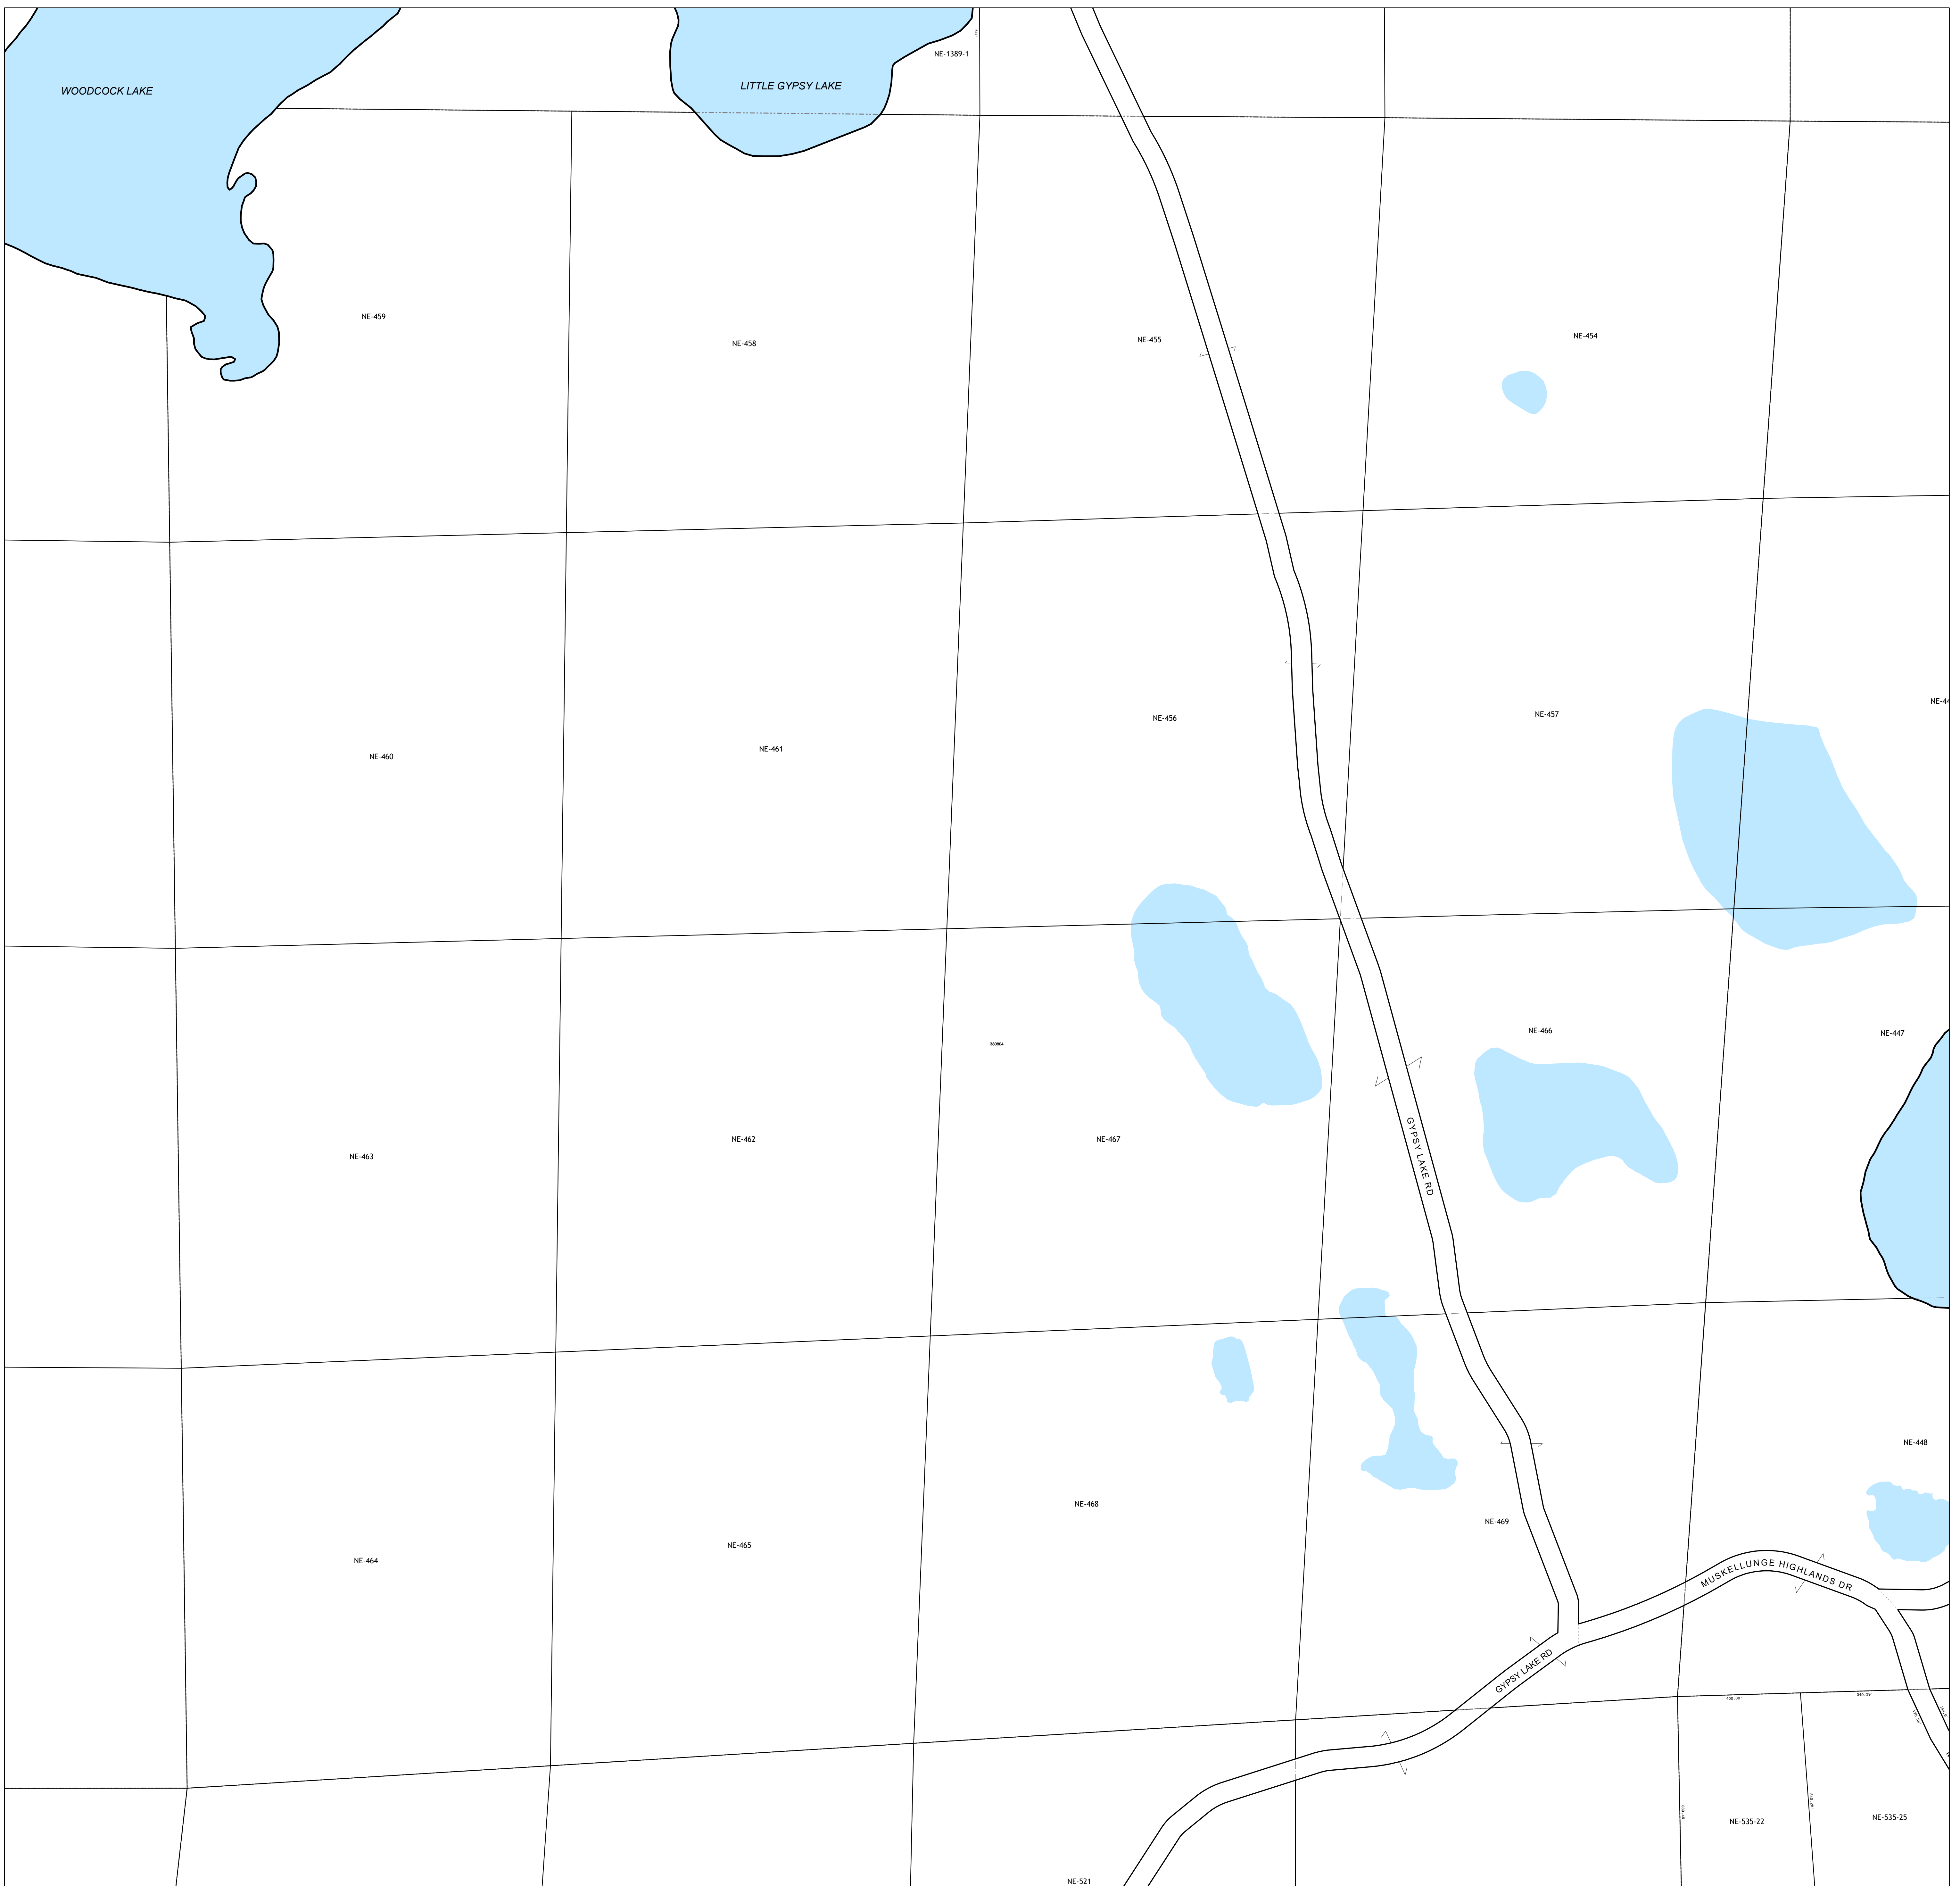 NE-1389-1
WOODCOCK LAKE
LITTLE GYPSY LAKE
NE-459
NE-458
NE-455
NE-454
NE-460
NE-461
NE-456
NE-457
NE-44
380804
NE-466
NE-447
NE-463
NE-462
NE-467
GYPSY LAKE RD
NE-448
NE-464
NE-465
NE-468
NE-469
MUSKELLUNGE HIGHLANDS DR
GYPSY LAKE RD
NE-535-22
NE-535-25
NE-521